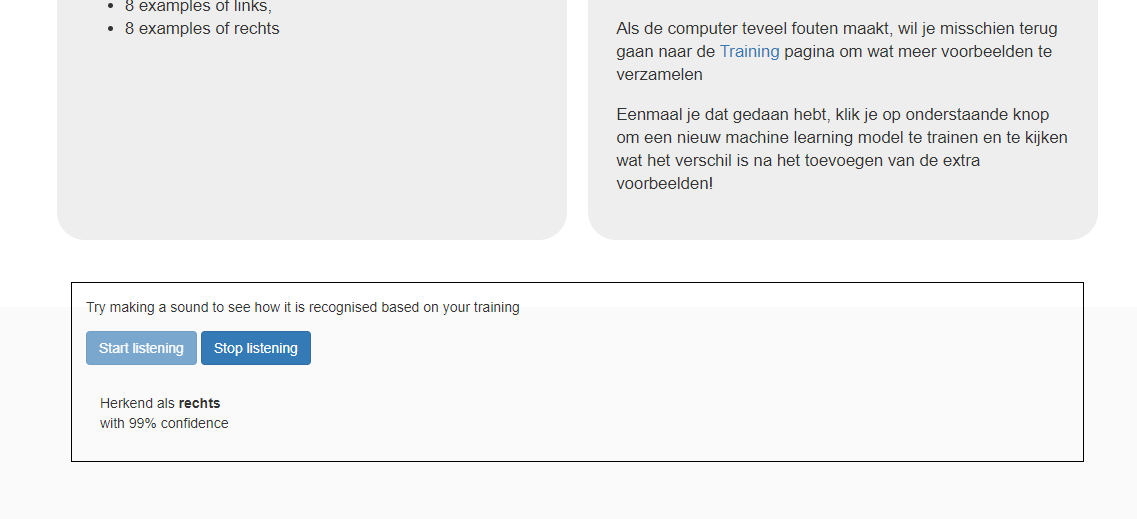 8 examples of links,
8 examples of rechts
Als de computer teveel fouten maakt, wil je misschien terug
gaan naar de Training pagina om wat meer voorbeelden te
verzamelen
Eenmaal je dat gedaan hebt, klik je op onderstaande knop
om een nieuw machine learning model te trainen en te kijken
wat het verschil is na het toevoegen van de extra
voorbeelden!
Try making a sound to see how it is recognised based on your training
Start listening Stop listening
Herkend als rechts
with 99% confidence